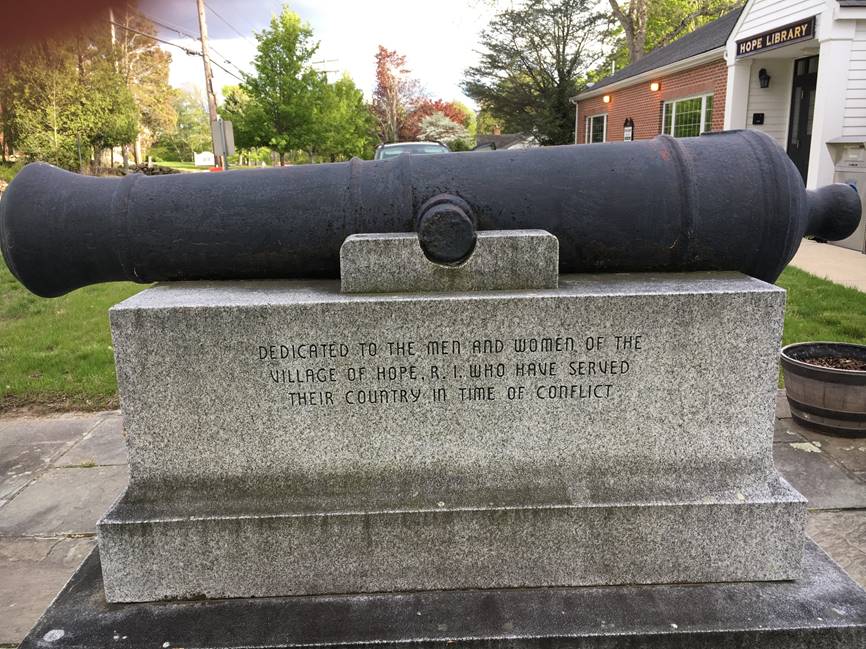 HOPE LIBRARY
DEDICATED TO THE MEN AND WOMEN OF THE
VILLAGE OF HOPE, R.I. WHO HAVE SERVED
THEIR COUNTRY IN TIME OF CONFLICT